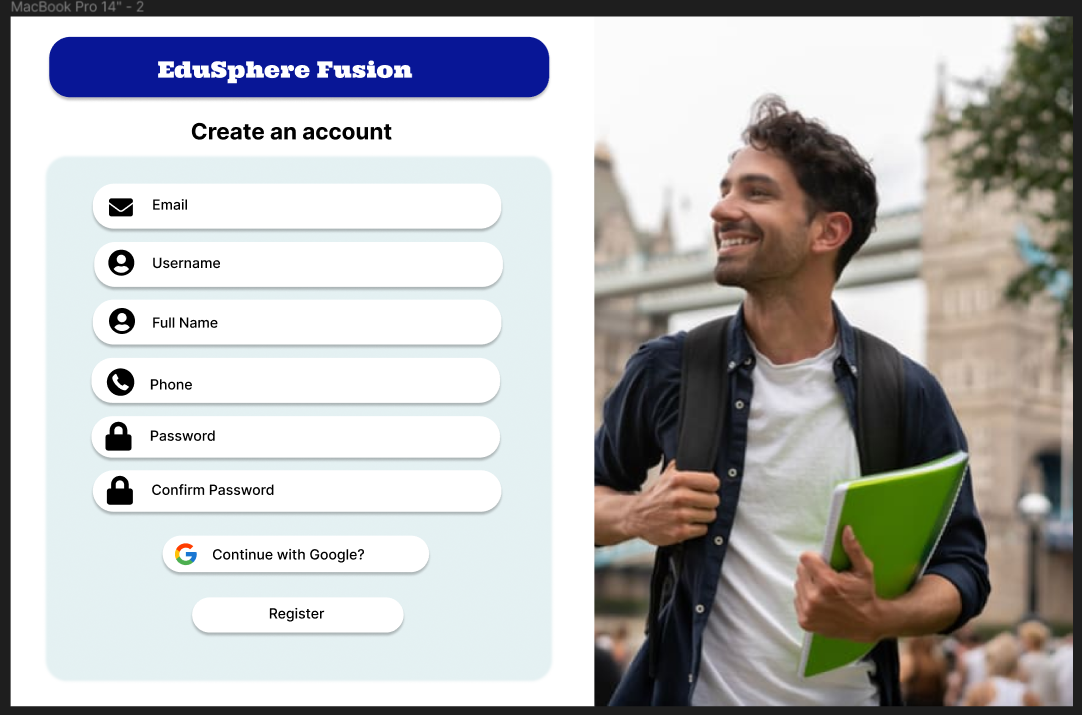 MacBook Pro 14" - 2
EduSphere Fusion
Create an account
Email
Username
Full Name
Phone
Password
Confirm Password
Continue with Google?
Register